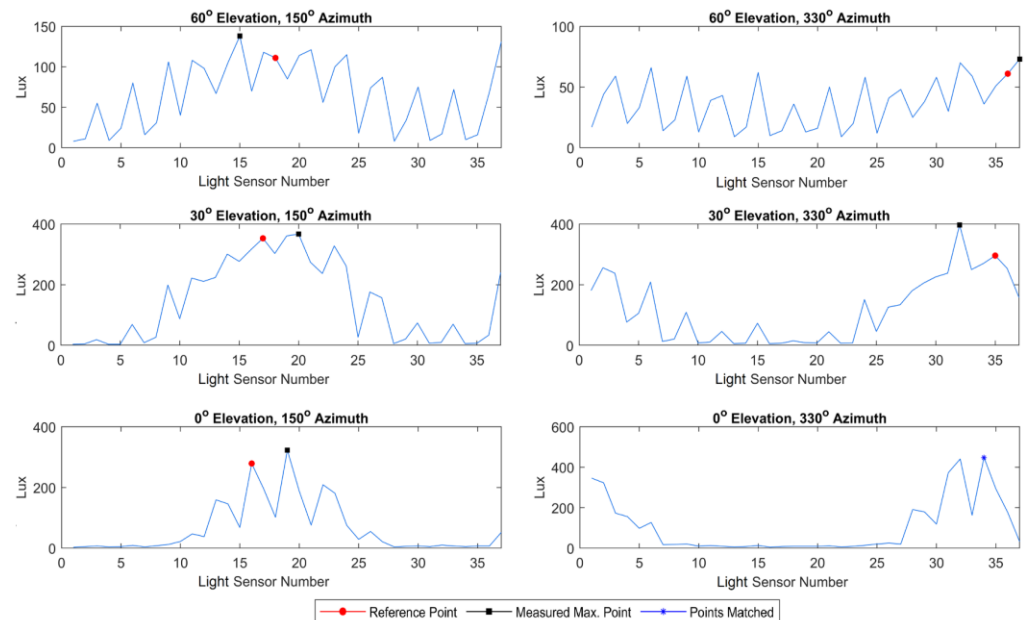 60° Elevation, 150° Azimuth
150
100
50
0
Lux
0 5 10 15 20 25 30 35
Light Sensor Number
60° Elevation, 330° Azimuth
100
50
0
Lux
0 5 10 15 20 25 30 35
Light Sensor Number
30° Elevation, 150° Azimuth
400
200
0
Lux
0 5 10 15 20 25 30 35
Light Sensor Number
30° Elevation, 330° Azimuth
400
200
0
Lux
0 5 10 15 20 25 30 35
Light Sensor Number
0° Elevation, 150° Azimuth
400
200
0
Lux
0 5 10 15 20 25 30 35
Light Sensor Number
0° Elevation, 330° Azimuth
600
400
200
0
Lux
0 5 10 15 20 25 30 35
Light Sensor Number
Reference Point Measured Max. Point Points Matched